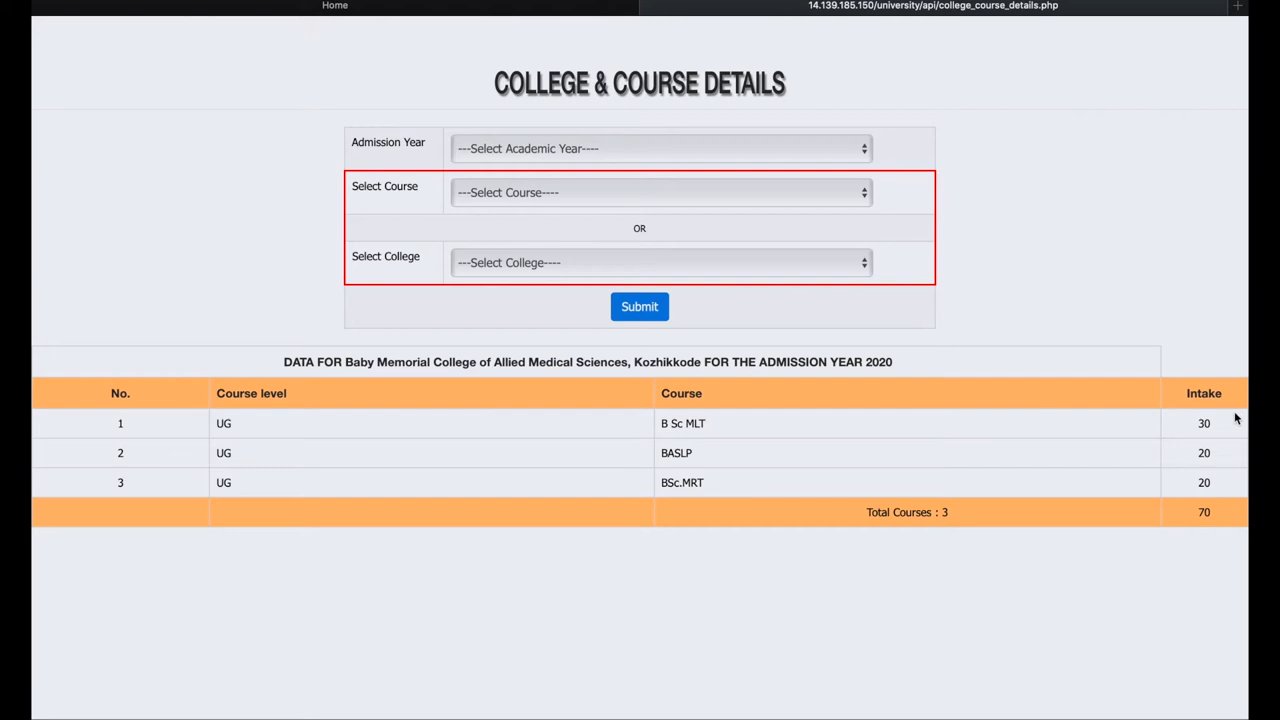 Home
14.139.185.150/university/api/college_course_details.php
+
COLLEGE & COURSE DETAILS
Admission Year ---Select Academic Year----
Select Course ---Select Course----
OR
Select College ---Select College----
Submit
DATA FOR Baby Memorial College of Allied Medical Sciences, Kozhikkode FOR THE ADMISSION YEAR 2020
No. Course level Course Intake
1 UG B Sc MLT 30
2 UG BASLP 20
3 UG BSc.MRT 20
Total Courses : 3 70